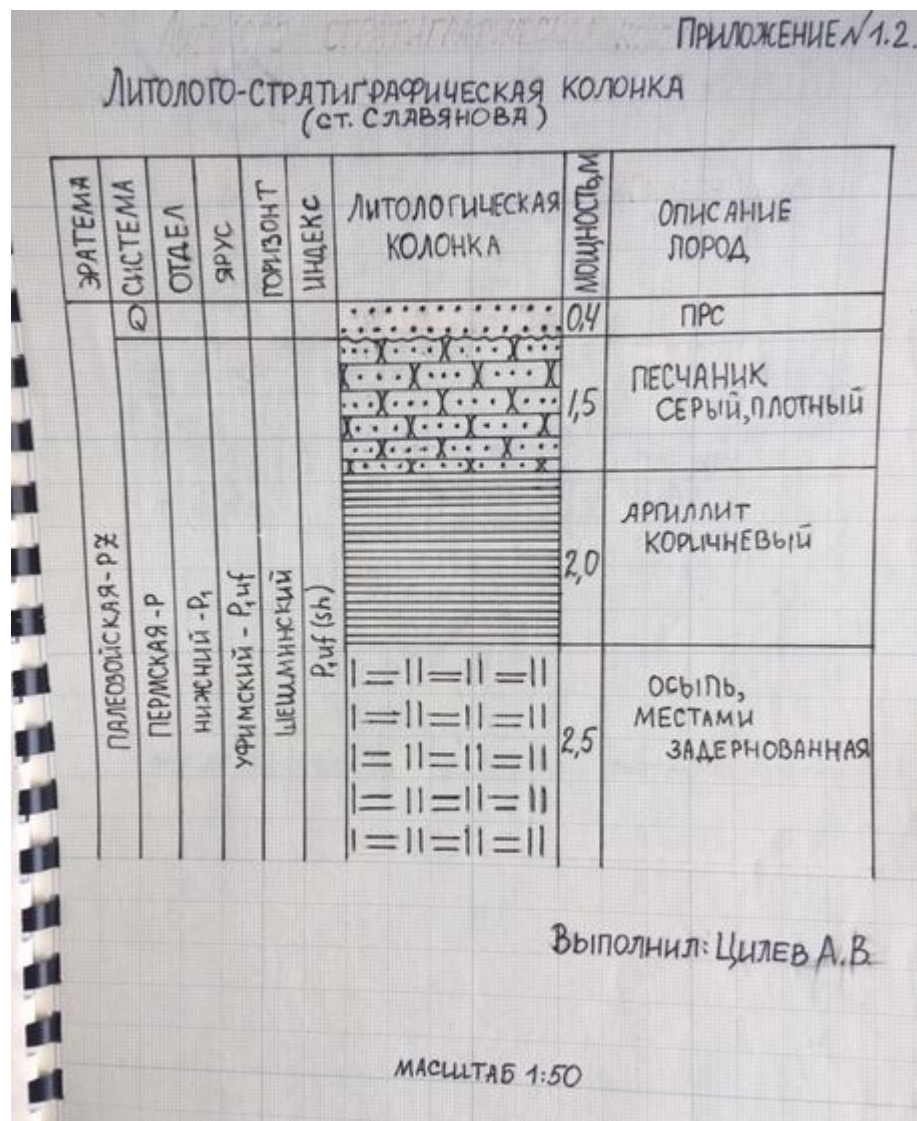 ПРИЛОЖЕНИЕ № 1.2.
ЛИТОЛОГО-СТРАТИГРАФИЧЕСКАЯ КОЛОНКА
(СТ. СЛАВЯНОВА)
ЭРАТЕМА
СИСТЕМА
ОТДЕЛ
ЯРУС
ГОРИЗОНТ
ИНДЕКС
ЛИТОЛОГИЧЕСКАЯ
КОЛОНКА
МОЩНОСТЬ,М
ОПИСАНИЕ
ПОРОД
Q
0,4
ПРС
1,5
ПЕСЧАНИК
СЕРЫЙ, ПЛОТНЫЙ
2,0
АРГИЛЛИТ
КОРИЧНЕВЫЙ
ПАЛЕОЗОЙСКАЯ-PZ
ПЕРМСКАЯ-P
НИЖНИЙ-P₁
УФИМСКИЙ-P₁uf
ШЕШМИНСКИЙ
P₁uf(sh)
2,5
ОСЫПЬ,
МЕСТАМИ
ЗАДЕРНОВАННАЯ
ВЫПОЛНИЛ: ЦИЛЕВ А.В.
МАСШТАБ 1:50